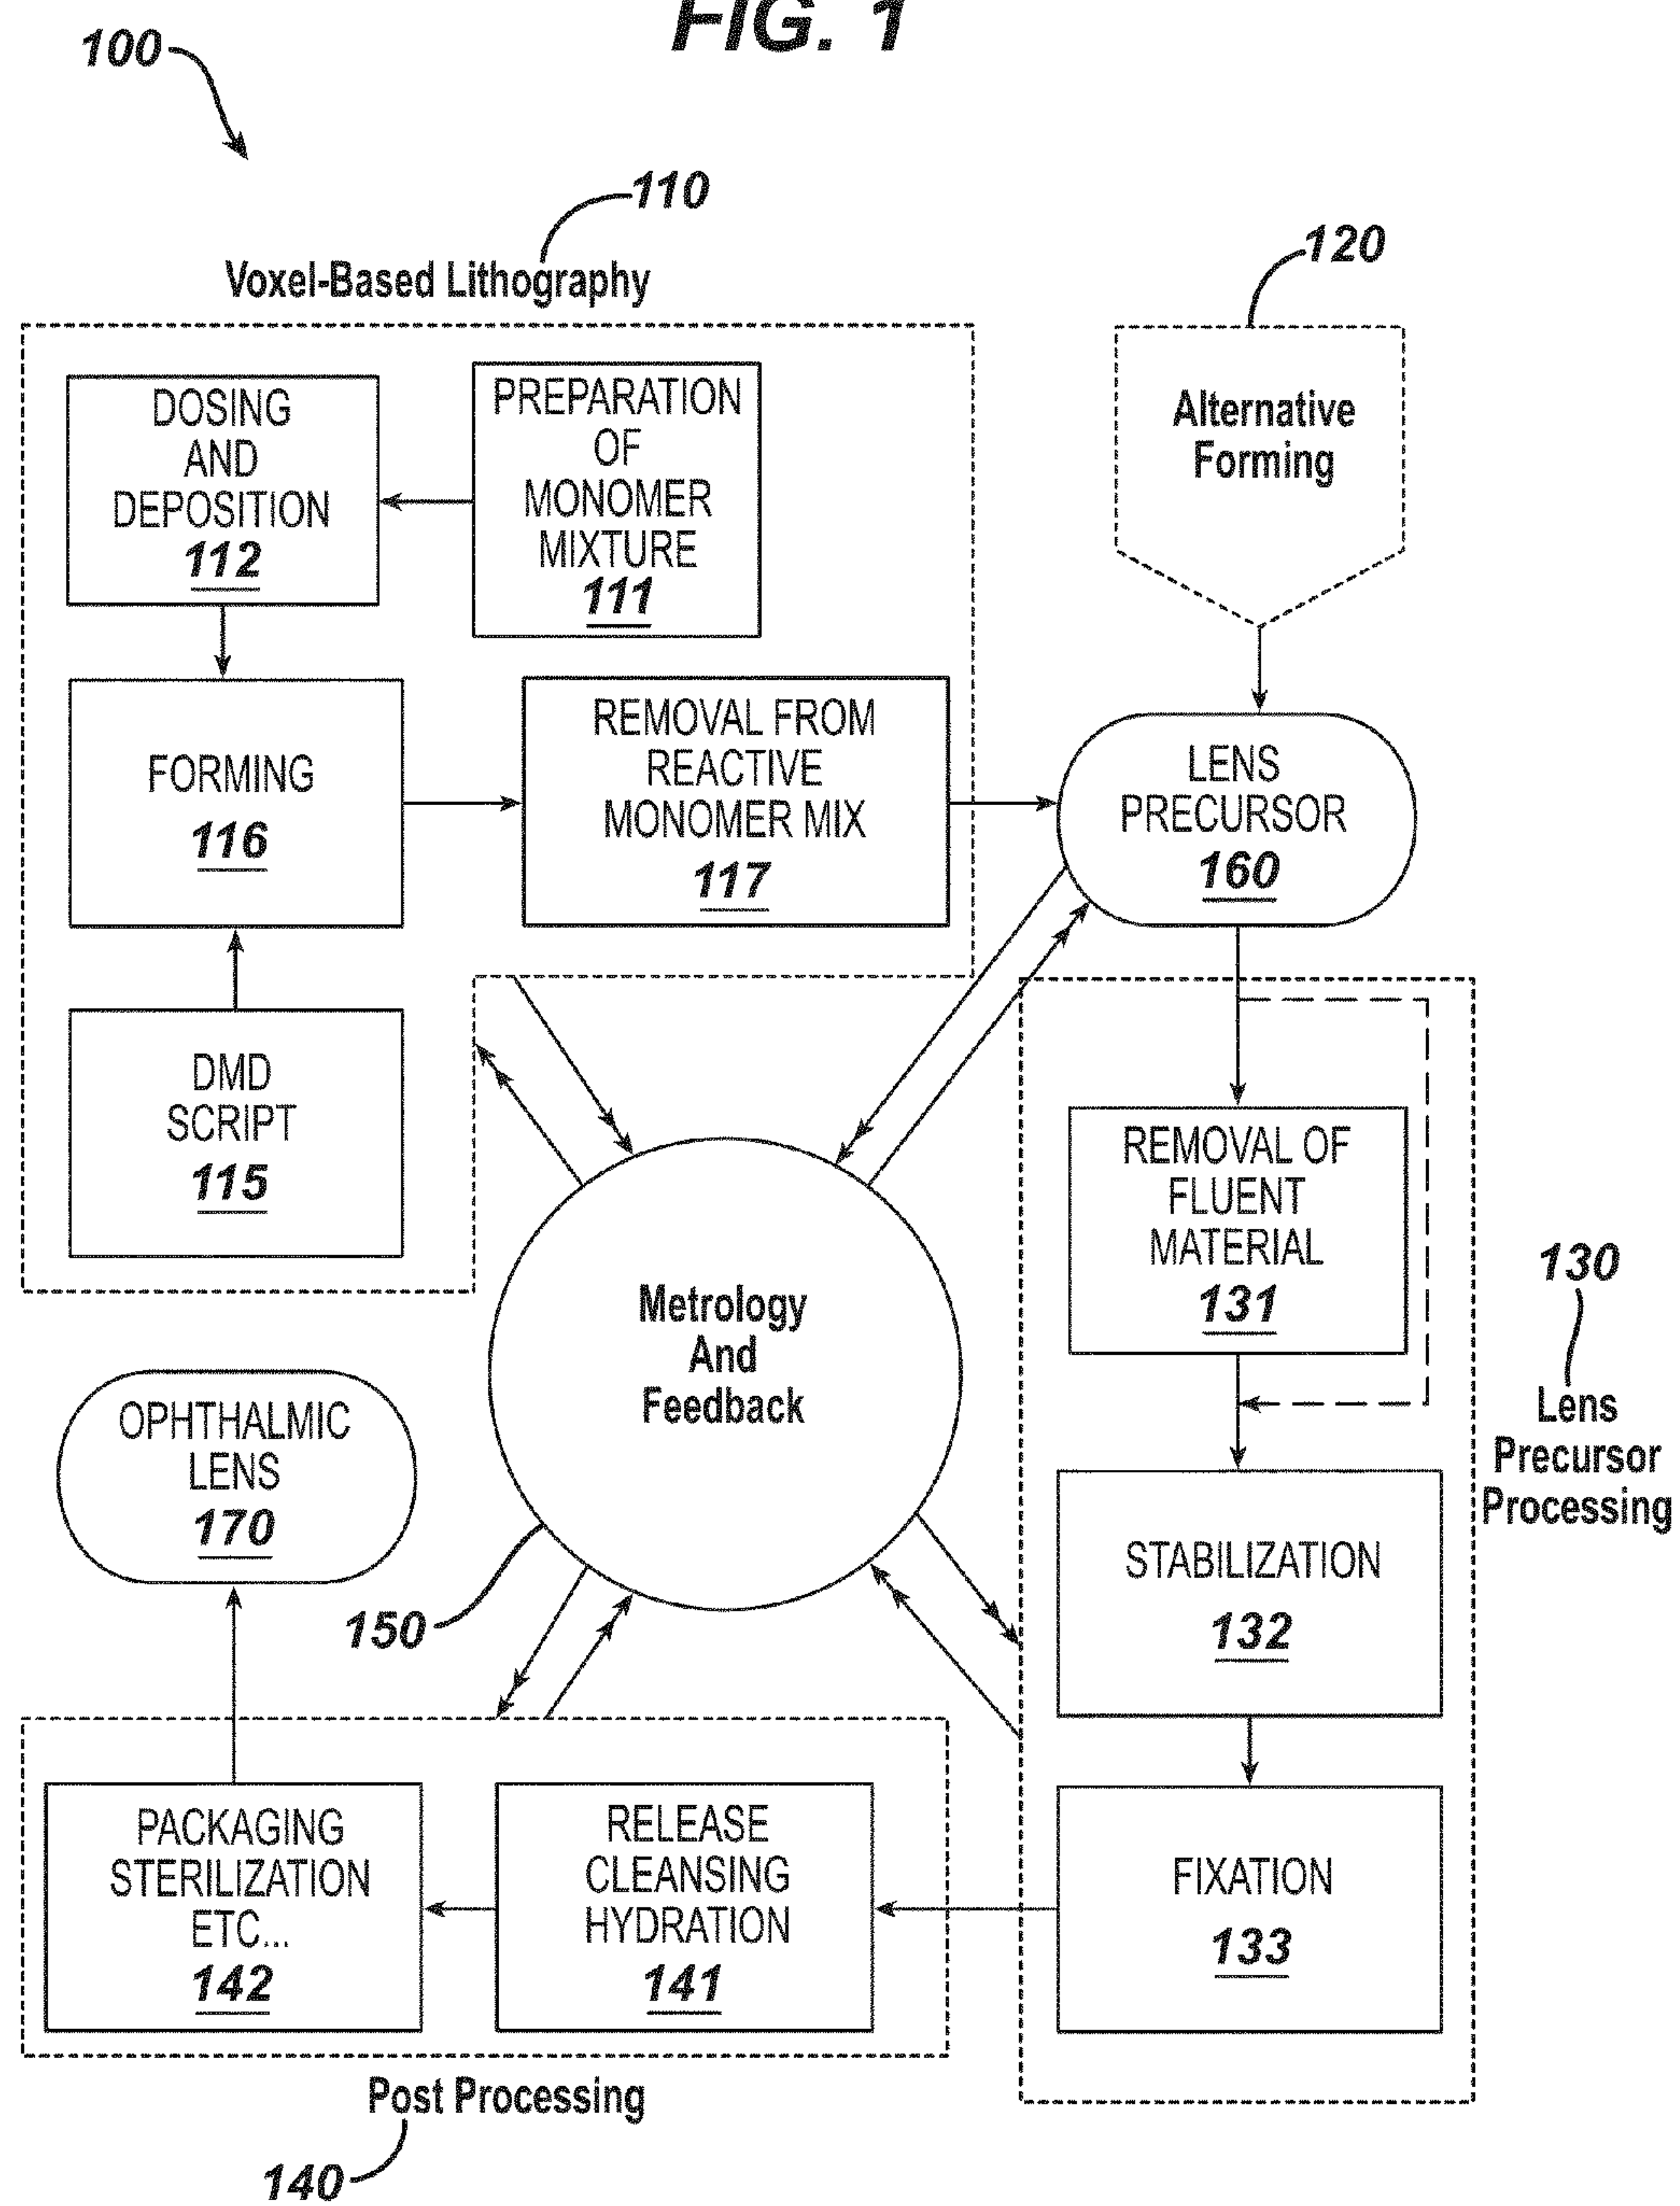 FIG. 1
100
110
Voxel-Based Lithography
120
DOSING
AND
DEPOSITION
112
PREPARATION
OF
MONOMER
MIXTURE
111
Alternative
Forming
FORMING
116
REMOVAL FROM
REACTIVE
MONOMER MIX
117
LENS
PRECURSOR
160
DMD
SCRIPT
115
REMOVAL OF
FLUENT
MATERIAL
131
130
Lens
Precursor
Processing
Metrology
And
Feedback
150
OPHTHALMIC
LENS
170
STABILIZATION
132
FIXATION
133
RELEASE
CLEANSING
HYDRATION
141
PACKAGING
STERILIZATION
ETC...
142
Post Processing
140